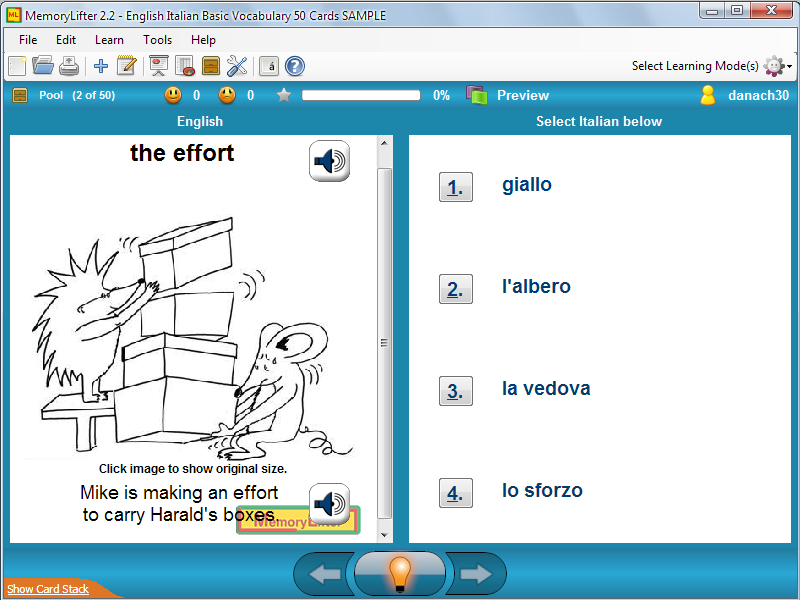 MemoryLifter 2.2 - English Italian Basic Vocabulary 50 Cards SAMPLE
File Edit Learn Tools Help
Select Learning Mode(s)
Pool (2 of 50) 0 0 0% Preview danach30
English
Select Italian below
the effort
1. giallo
2. l'albero
3. la vedova
4. lo sforzo
Click image to show original size.
Mike is making an effort
to carry Harald's boxes.
MemoryLifter
Show Card Stack